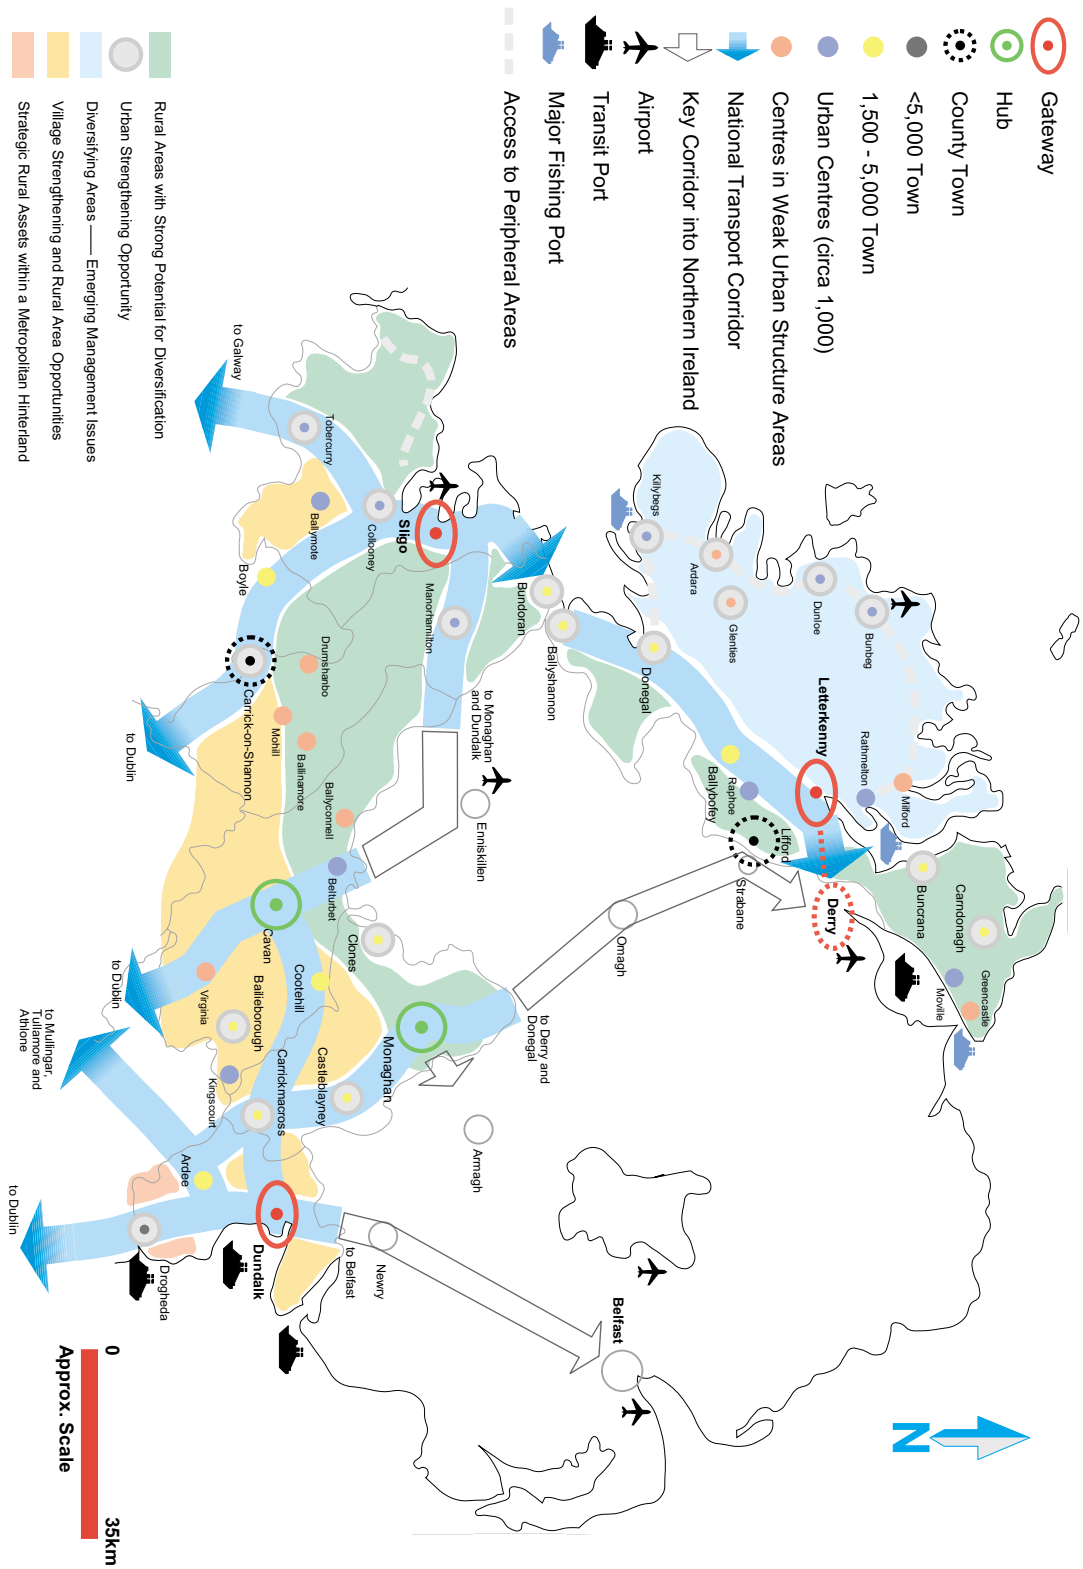 Gateway
Hub
County Town
<5,000 Town
1,500 - 5,000 Town
Urban Centres (circa 1,000)
Centres in Weak Urban Structure Areas
National Transport Corridor
Key Corridor into Northern Ireland
Airport
Transit Port
Major Fishing Port
Access to Peripheral Areas
Rural Areas with Strong Potential for Diversification
Urban Strengthening Opportunity
Diversifying Areas —— Emerging Management Issues
Village Strengthening and Rural Area Opportunities
Strategic Rural Assets within a Metropolitan Hinterland
Carndonagh
Greencastle
Moville
Buncrana
Milford
Rathmelton
Bunbeg
Dunloe
Letterkenny
Derry
Glenties
Ardara
Killybegs
Lifford
Strabane
Raphoe
Ballybofey
Donegal
Omagh
Ballyshannon
Bundoran
Belfast
to Derry and
Donegal
to Monaghan
and Dundalk
Enniskilen
Armagh
Manorhamilton
Sligo
Collooney
Monaghan
Newry
Clones
to Belfast
Belturbet
Ballyconnell
Drumshanbo
Tobercurry
Ballymote
Castleblayney
Ballinamore
Cootehill
Mohill
Carrickmacross
Cavan
Dundalk
Bailieborough
Carrick-on-Shannon
Boyle
to Galway
Kingscourt
Virginia
Ardee
Drogheda
to Dublin
to Dublin
to Mullingar,
Tullamore and
Athlone
to Dublin
N
0
35km
Approx. Scale